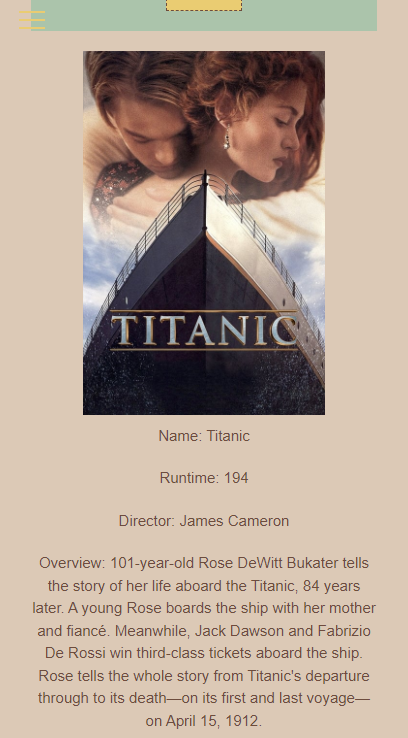 TITANIC
Name: Titanic
Runtime: 194
Director: James Cameron
Overview: 101-year-old Rose DeWitt Bukater tells
the story of her life aboard the Titanic, 84 years
later. A young Rose boards the ship with her mother
and fiancé. Meanwhile, Jack Dawson and Fabrizio
De Rossi win third-class tickets aboard the ship.
Rose tells the whole story from Titanic's departure
through to its death—on its first and last voyage—
on April 15, 1912.